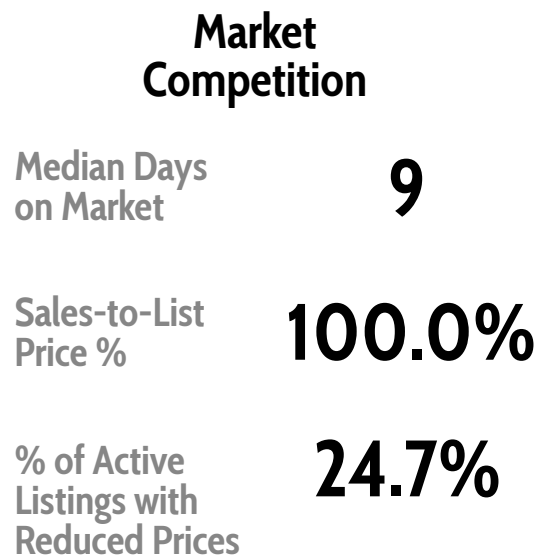 Market
Competition
Median Days
on Market
9
Sales-to-List
Price %
100.0%
% of Active
Listings with
Reduced Prices
24.7%